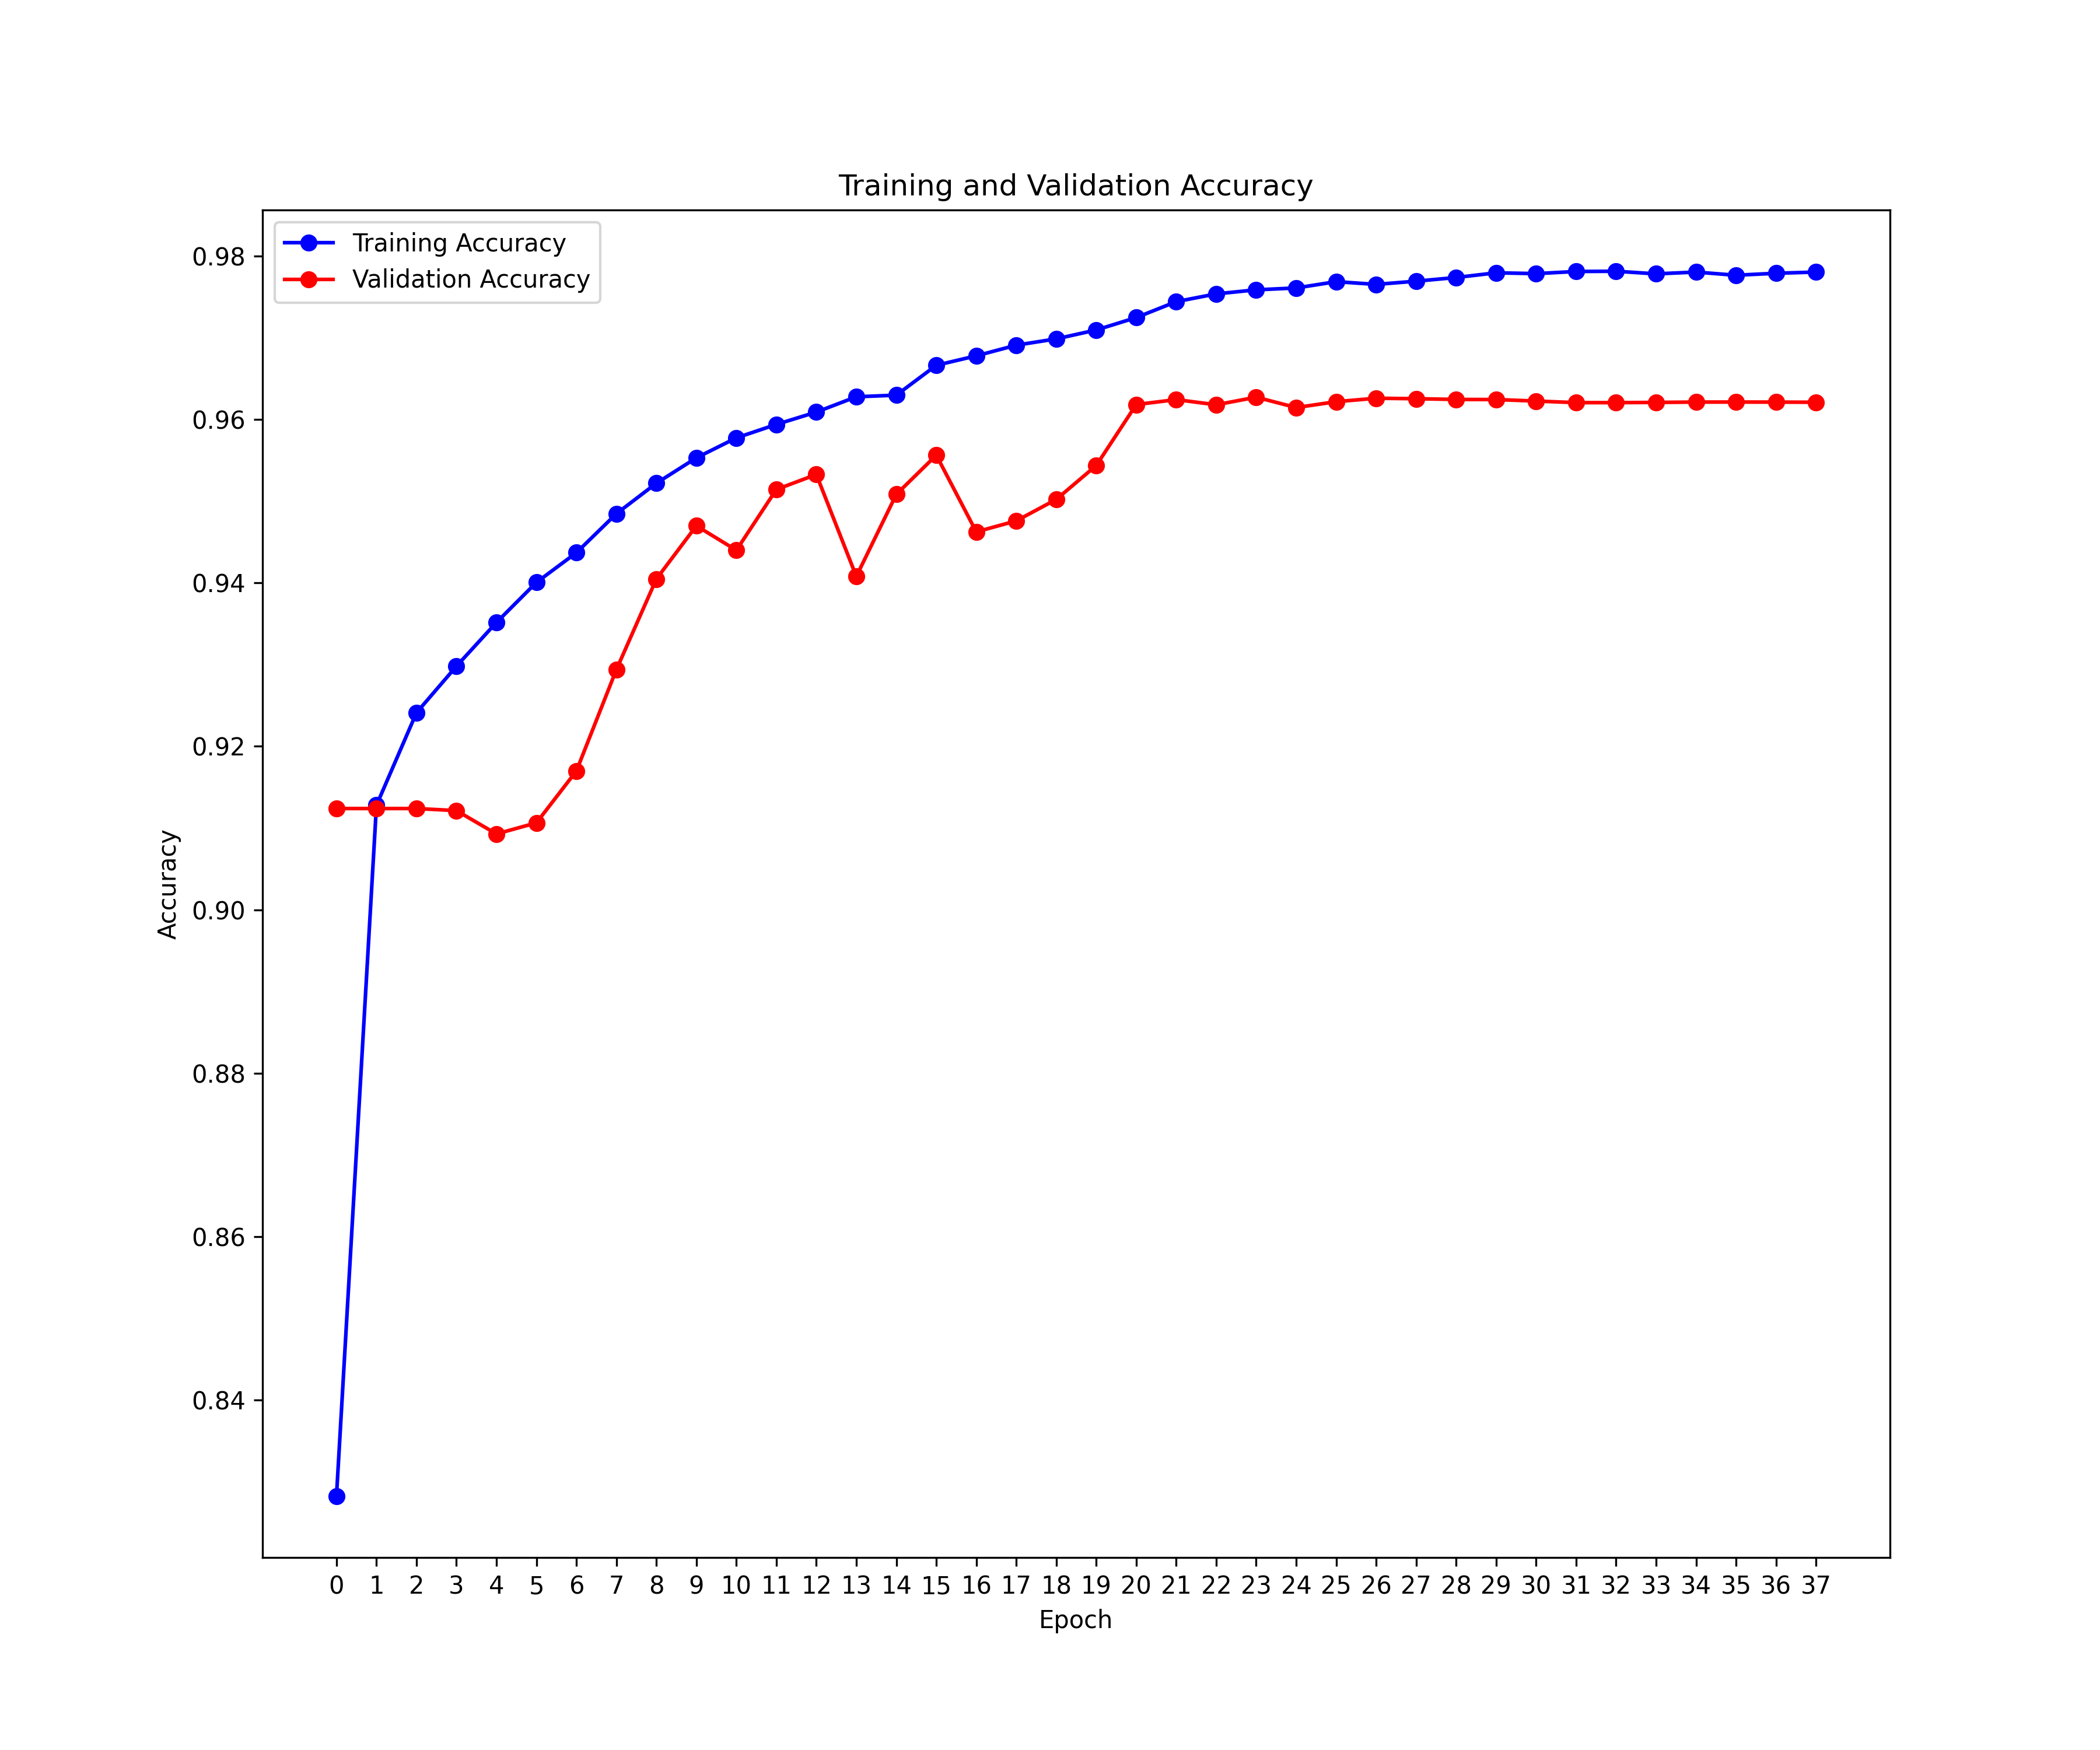 Training and Validation Accuracy
Training Accuracy
Validation Accuracy
0.98
0.96
0.94
0.92
0.90
0.88
0.86
0.84
Accuracy
0 1 2 3 4 5 6 7 8 9 10 11 12 13 14 15 16 17 18 19 20 21 22 23 24 25 26 27 28 29 30 31 32 33 34 35 36 37
Epoch